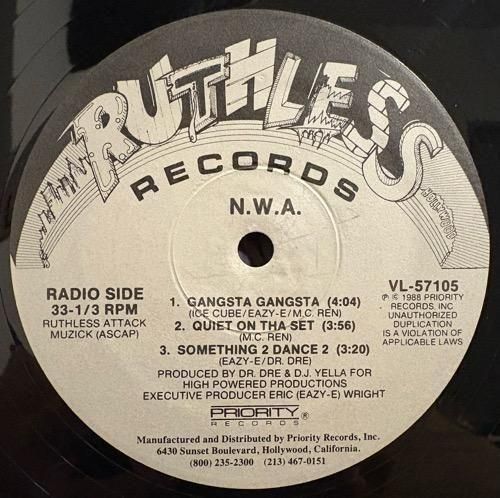 RUTHLESS
RECORDS
HOLLYWOOD
N.W.A.
RADIO SIDE
33-1/3 RPM
RUTHLESS ATTACK
MUZICK (ASCAP)
VL-57105
℗ © 1988 PRIORITY
RECORDS, INC.
UNAUTHORIZED
DUPLICATION
IS A VIOLATION OF
APPLICABLE LAWS
1. GANGSTA GANGSTA (4:04)
(ICE CUBE/EAZY-E/M.C. REN)
2. QUIET ON THA SET (3:56)
(M.C. REN)
3. SOMETHING 2 DANCE 2 (3:20)
(EAZY-E/DR. DRE)
PRODUCED BY DR. DRE & D.J. YELLA FOR
HIGH POWERED PRODUCTIONS
EXECUTIVE PRODUCER ERIC (EAZY-E) WRIGHT
PRIORITY ®
RECORDS
Manufactured and Distributed by Priority Records, Inc.
6430 Sunset Boulevard, Hollywood, California.
(800) 235-2300 (213) 467-0151